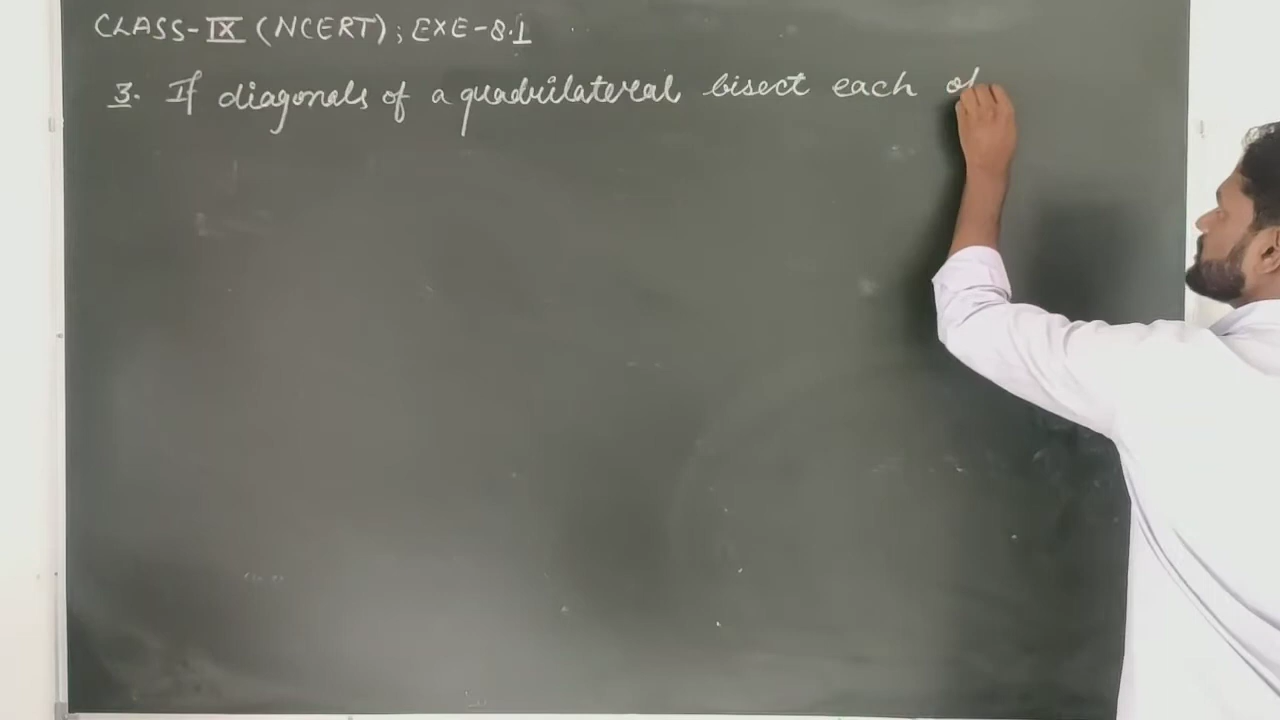 CLASS-IX (NCERT); EXE-8.1
3. If diagonals of a quadrilateral bisect each